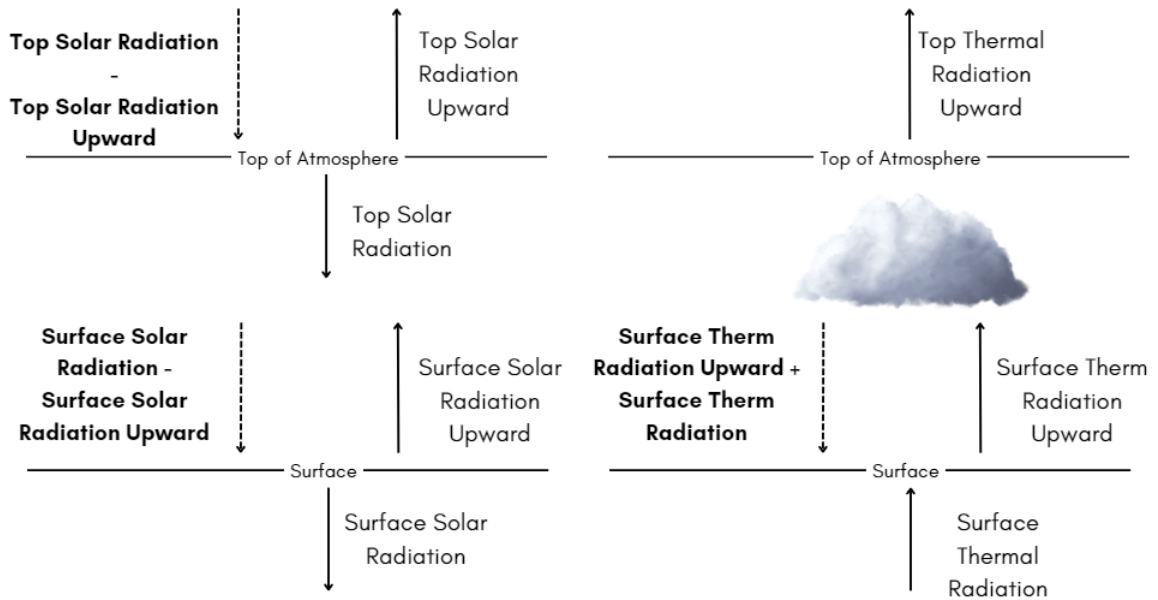 Top Solar Radiation
-
Top Solar Radiation
Upward
Top Solar
Radiation
Upward
Top of Atmosphere
Top Solar
Radiation
Surface Solar
Radiation -
Surface Solar
Radiation Upward
Surface Solar
Radiation
Upward
Surface
Surface Solar
Radiation
Top Thermal
Radiation
Upward
Top of Atmosphere
Surface Therm
Radiation Upward +
Surface Therm
Radiation
Surface Therm
Radiation
Upward
Surface
Surface
Thermal
Radiation